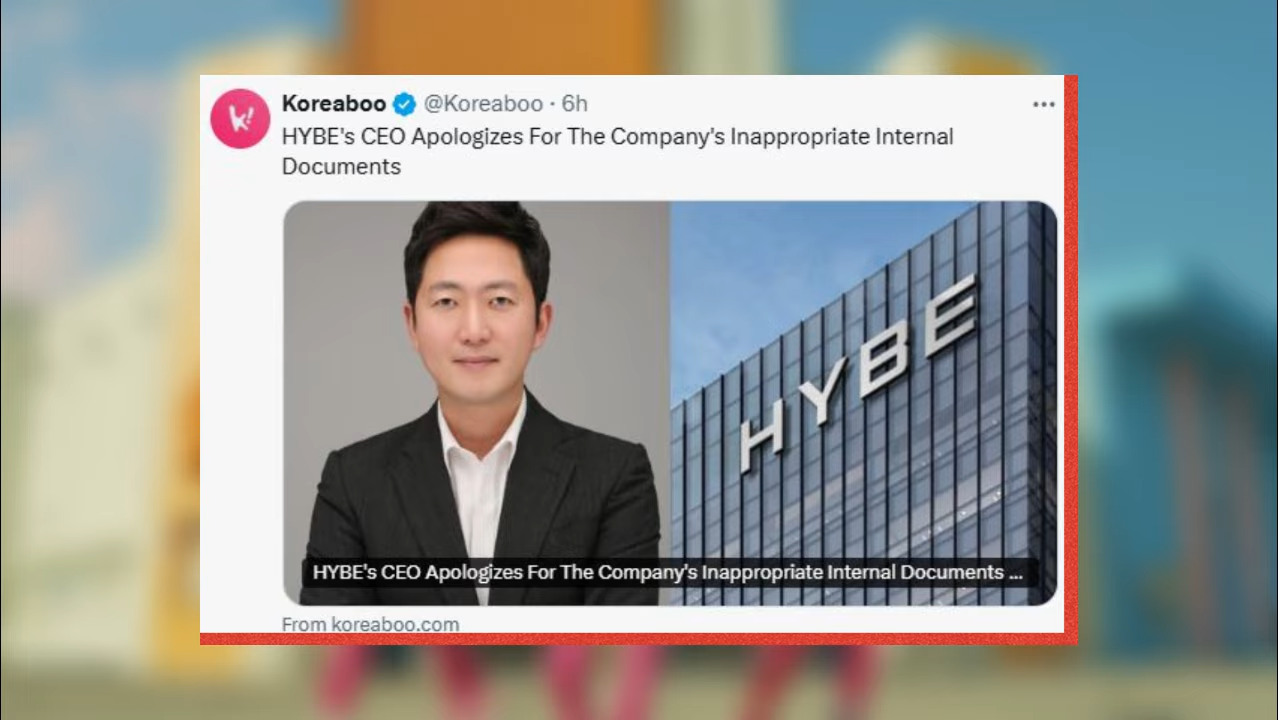 Koreaboo @Koreaboo · 6h
HYBE's CEO Apologizes For The Company's Inappropriate Internal
Documents
HYBE
HYBE's CEO Apologizes For The Company's Inappropriate Internal Documents ...
From koreaboo.com